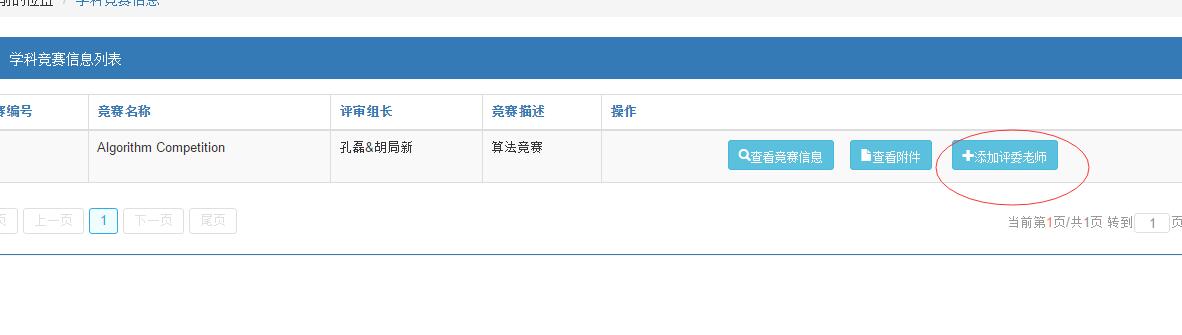 前的位置 / 学科竞赛信息
学科竞赛信息列表
赛编号 竞赛名称 评审组长 竞赛描述 操作
Algorithm Competition 孔磊&胡局新 算法竞赛 查看竞赛信息 查看附件 添加评委老师
页 上一页 1 下一页 尾页
当前第1页/共1页 转到 1 页